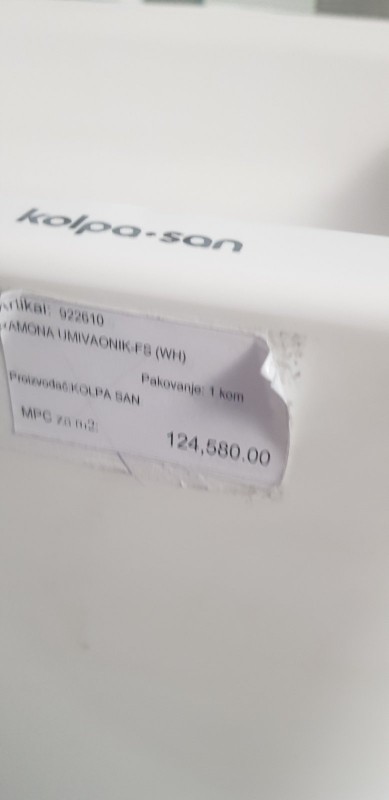 kolpa-san
Artikal: 922610
AMONA UMIVAONIK-FS (WH)
Pakovanje: 1 kom
Proizvođač:KOLPA SAN
MPC za m2:
124,580.00